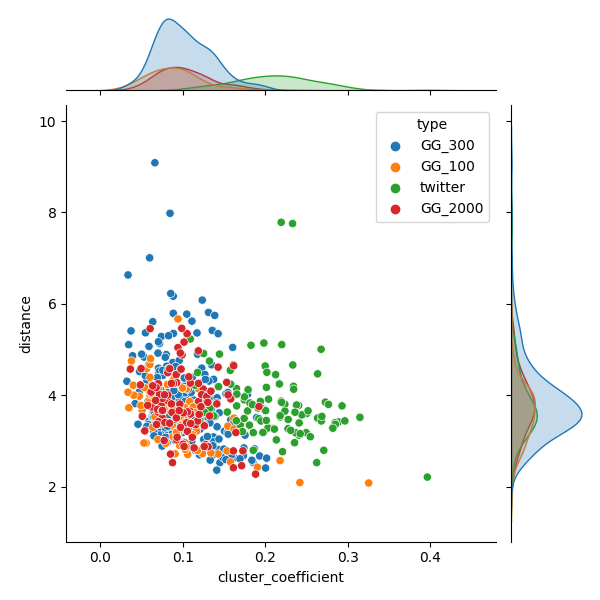 10
8
6
4
2
distance
type
GG_300
GG_100
twitter
GG_2000
0.0 0.1 0.2 0.3 0.4
cluster_coefficient